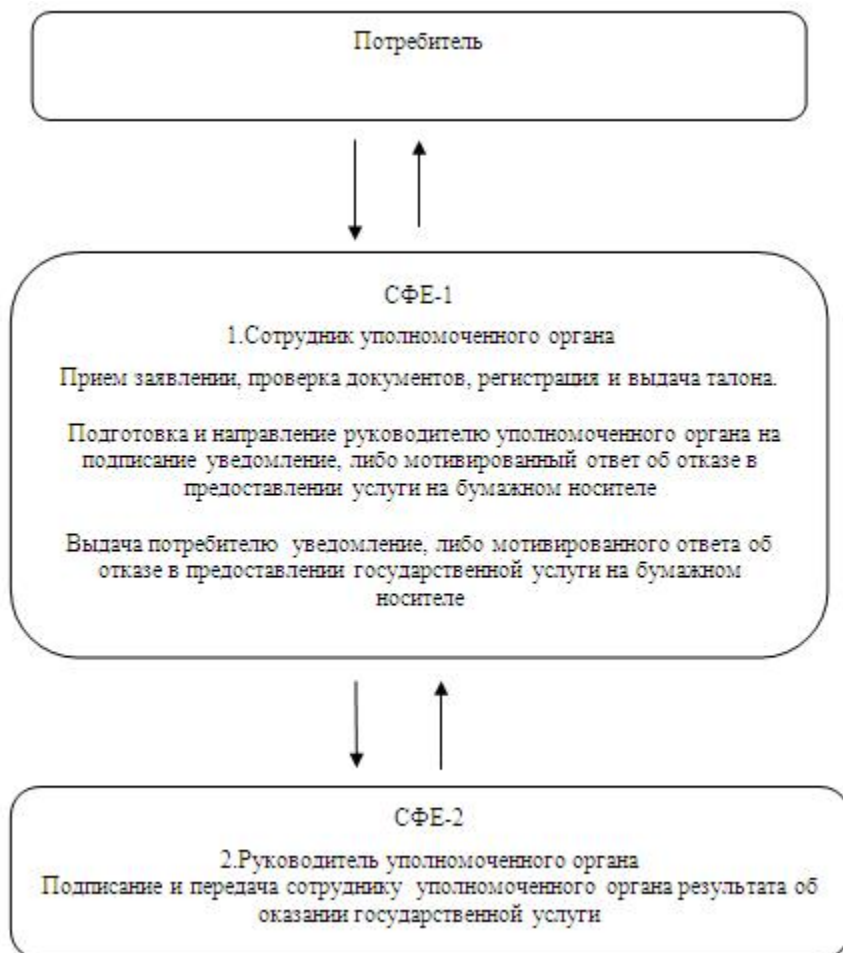 Потребитель
СФЕ-1
1.Сотрудник уполномоченного органа
Прием заявлении, проверка документов, регистрация и выдача талона.
Подготовка и направление руководителю уполномоченного органа на
подписание уведомление, либо мотивированный ответ об отказе в
предоставлении услуги на бумажном носителе
Выдача потребителю уведомление, либо мотивированного ответа об
отказе в предоставлении государственной услуги на бумажном
носителе
СФЕ-2
2.Руководитель уполномоченного органа
Подписание и передача сотруднику уполномоченного органа результата об
оказании государственной услуги